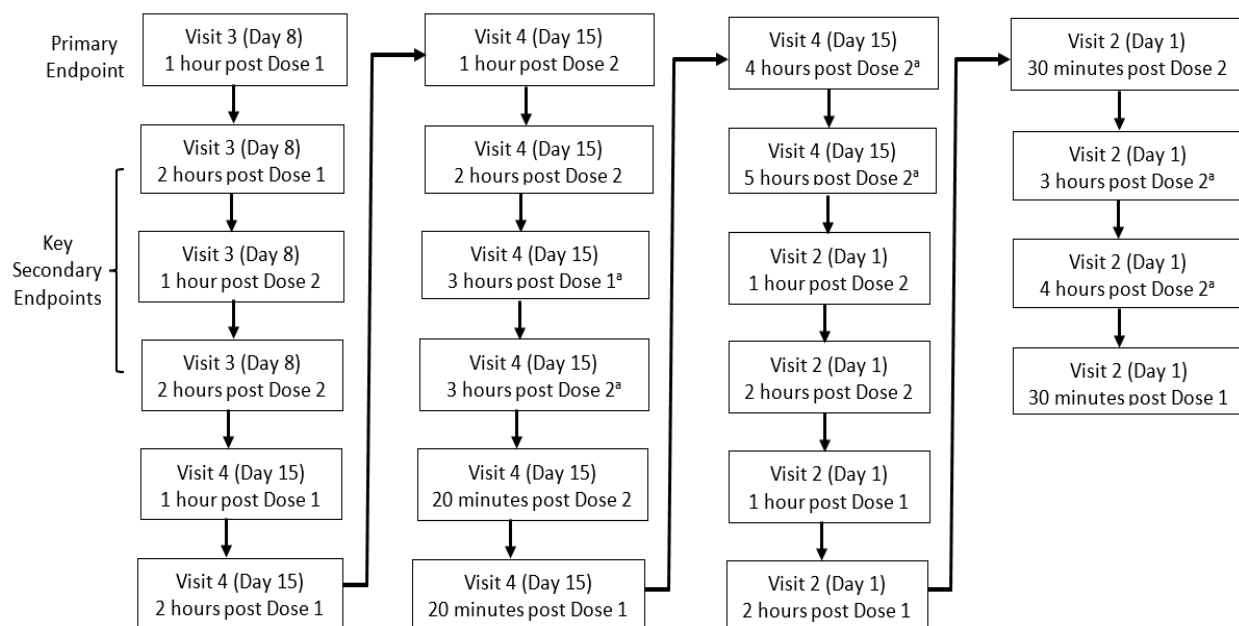 Primary
Endpoint
Visit 3 (Day 8)
1 hour post Dose 1
Visit 3 (Day 8)
2 hours post Dose 1
Key
Secondary
Endpoints
Visit 3 (Day 8)
1 hour post Dose 2
Visit 3 (Day 8)
2 hours post Dose 2
Visit 4 (Day 15)
1 hour post Dose 1
Visit 4 (Day 15)
2 hours post Dose 1
Visit 4 (Day 15)
1 hour post Dose 2
Visit 4 (Day 15)
2 hours post Dose 2
Visit 4 (Day 15)
3 hours post Dose 1ª
Visit 4 (Day 15)
3 hours post Dose 2ª
Visit 4 (Day 15)
20 minutes post Dose 2
Visit 4 (Day 15)
20 minutes post Dose 1
Visit 4 (Day 15)
4 hours post Dose 2ª
Visit 4 (Day 15)
5 hours post Dose 2ª
Visit 2 (Day 1)
1 hour post Dose 2
Visit 2 (Day 1)
2 hours post Dose 2
Visit 2 (Day 1)
1 hour post Dose 1
Visit 2 (Day 1)
2 hours post Dose 1
Visit 2 (Day 1)
30 minutes post Dose 2
Visit 2 (Day 1)
3 hours post Dose 2ª
Visit 2 (Day 1)
4 hours post Dose 2ª
Visit 2 (Day 1)
30 minutes post Dose 1